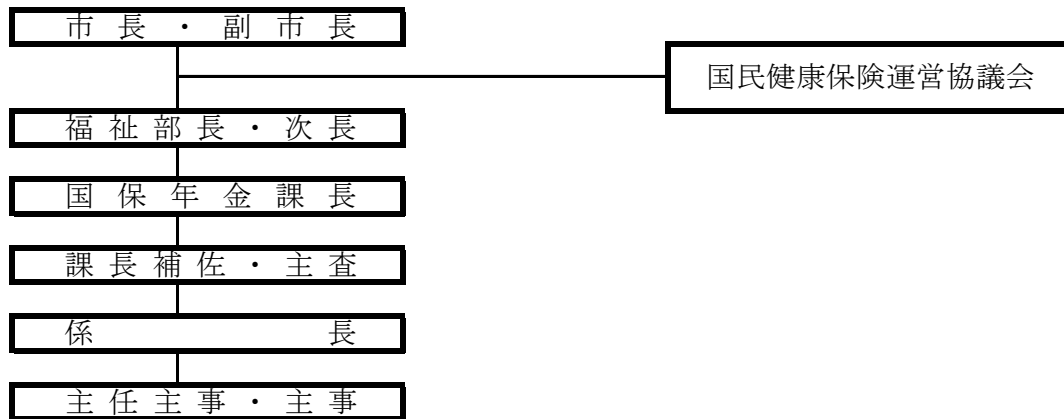 市長・副市長
国民健康保険運営協議会
福祉部長・次長
国保年金課長
課長補佐・主査
係長
主任主事・主事